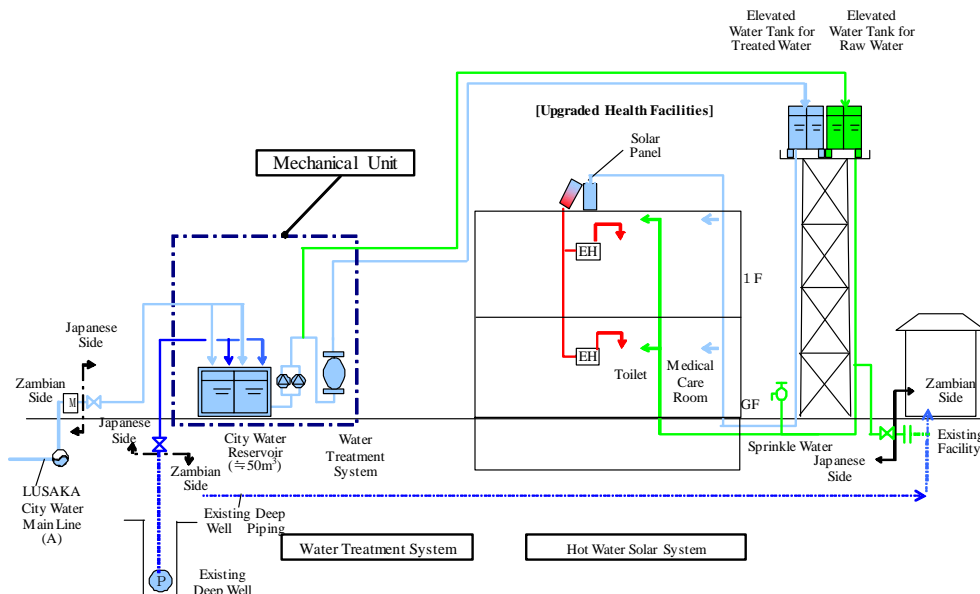 Elevated
Water Tank for
Treated Water
Elevated
Water Tank for
Raw Water
[Upgraded Health Facilities]
Solar
Panel
Mechanical Unit
EH
1 F
Japanese
Side
Zambian
Side
M
EH
Toilet
Medical
Care
Room
GF
Zambian
Side
Japanese
Side
Zambian
Side
City Water
Reservoir
(≒50m³)
Water
Treatment
System
Sprinkle Water
Japanese
Side
Existing
Facility
LUSAKA
City Water
Main Line
(A)
Existing Deep
Well Piping
Water Treatment System
Hot Water Solar System
P
Existing
Deep Well